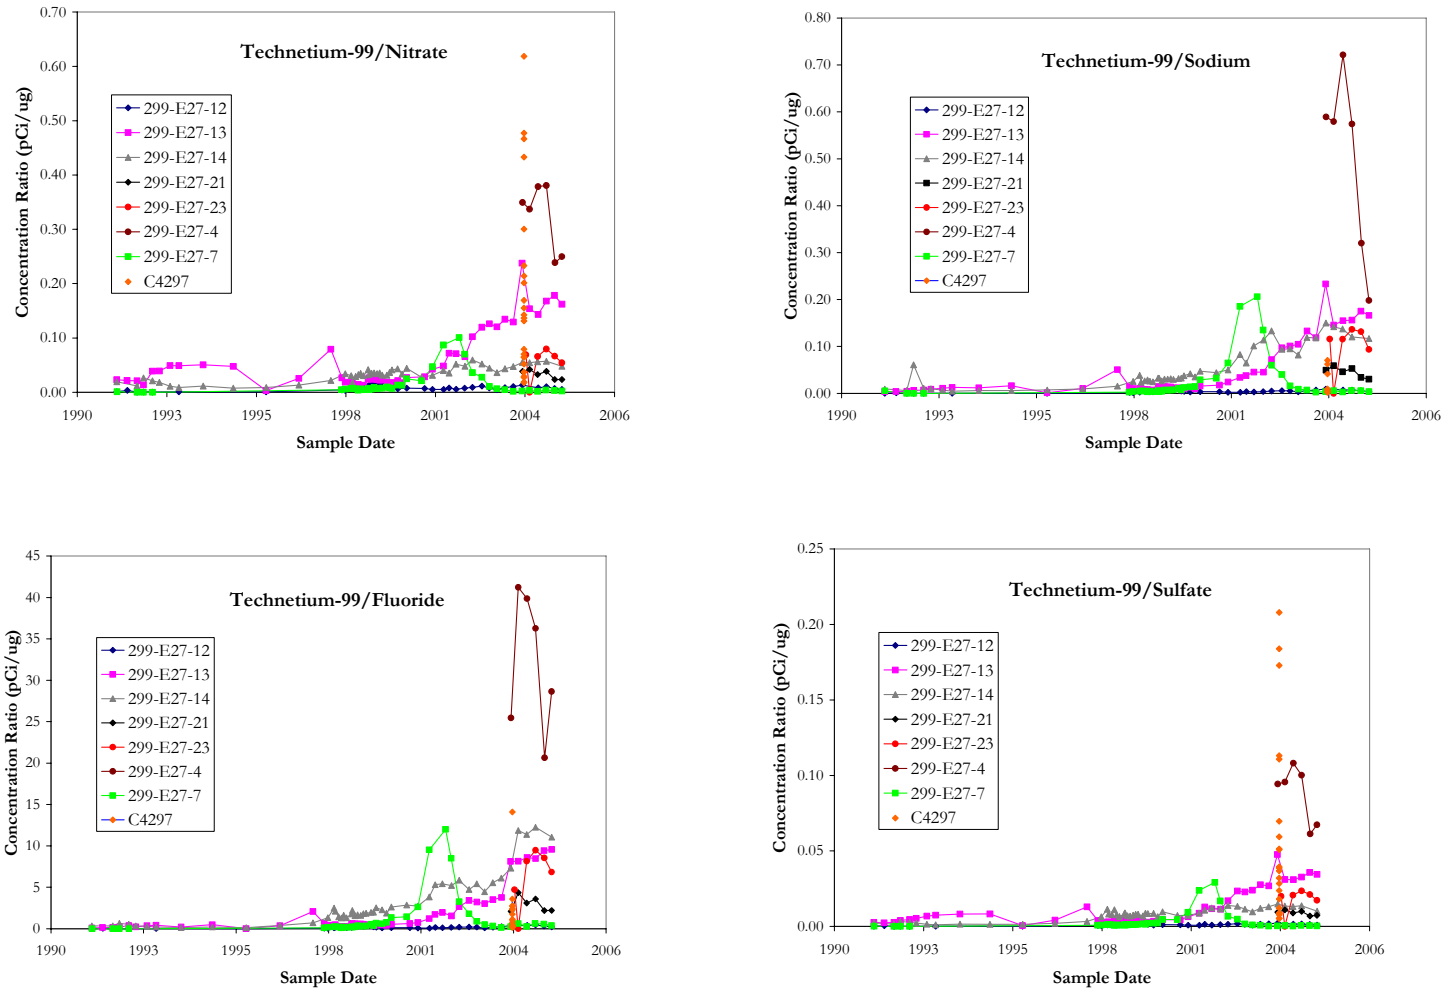 Technetium-99/Nitrate
Concentration Ratio (pCi/ug)
0.70
0.60
0.50
0.40
0.30
0.20
0.10
0.00
299-E27-12
299-E27-13
299-E27-14
299-E27-21
299-E27-23
299-E27-4
299-E27-7
C4297
1990 1993 1995 1998 2001 2004 2006
Sample Date
Technetium-99/Sodium
Concentration Ratio (pCi/ug)
0.80
0.70
0.60
0.50
0.40
0.30
0.20
0.10
0.00
299-E27-12
299-E27-13
299-E27-14
299-E27-21
299-E27-23
299-E27-4
299-E27-7
C4297
1990 1993 1995 1998 2001 2004 2006
Sample Date
Technetium-99/Fluoride
Concentration Ratio (pCi/ug)
45
40
35
30
25
20
15
10
5
0
299-E27-12
299-E27-13
299-E27-14
299-E27-21
299-E27-23
299-E27-4
299-E27-7
C4297
1990 1993 1995 1998 2001 2004 2006
Sample Date
Technetium-99/Sulfate
Concentration Ratio (pCi/ug)
0.25
0.20
0.15
0.10
0.05
0.00
299-E27-12
299-E27-13
299-E27-14
299-E27-21
299-E27-23
299-E27-4
299-E27-7
C4297
1990 1993 1995 1998 2001 2004 2006
Sample Date